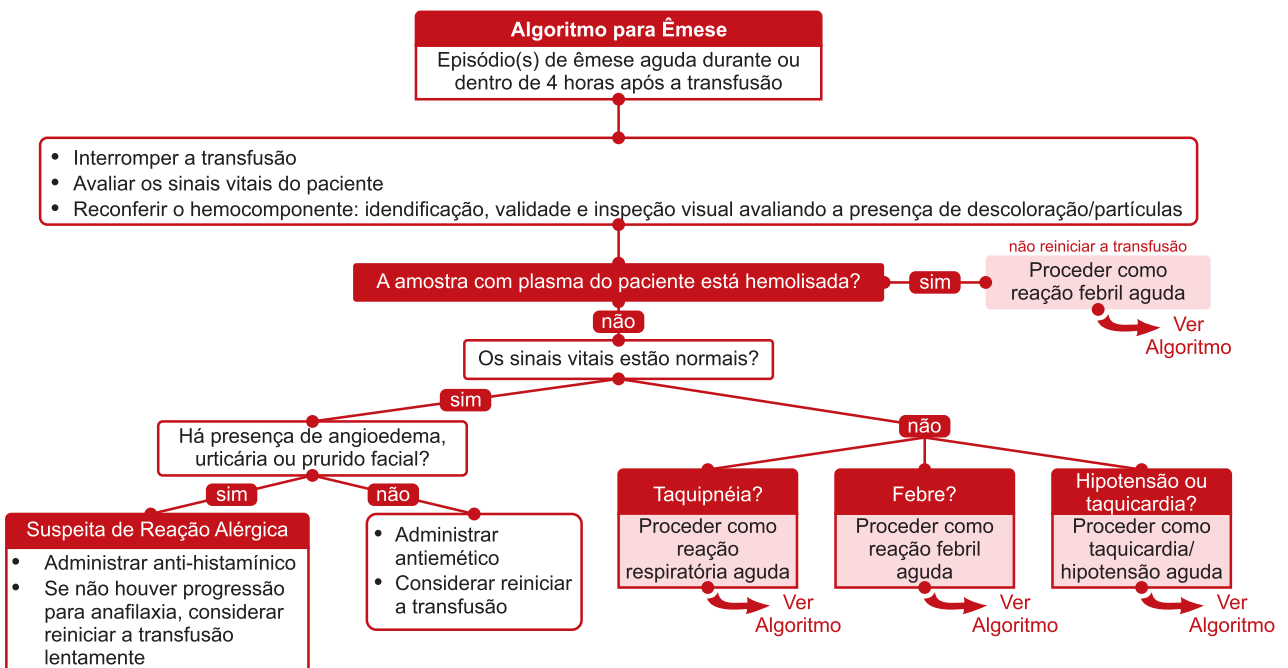 Algoritmo para Êmese
Episódio(s) de êmese aguda durante ou
dentro de 4 horas após a transfusão
• Interromper a transfusão
• Avaliar os sinais vitais do paciente
• Reconferir o hemocomponente: identificação, validade e inspeção visual avaliando a presença de descoloração/partículas
A amostra com plasma do paciente está hemolisada?
sim
não reiniciar a transfusão
Proceder como
reação febril aguda
Ver
Algoritmo
não
Os sinais vitais estão normais?
sim
não
Há presença de angioedema,
urticária ou prurido facial?
sim
não
Suspeita de Reação Alérgica
• Administrar anti-histamínico
• Se não houver progressão
para anafilaxia, considerar
reiniciar a transfusão
lentamente
• Administrar
antiemético
• Considerar reiniciar
a transfusão
Taquipnéia?
Proceder como
reação
respiratória aguda
Ver
Algoritmo
Febre?
Proceder como
reação febril
aguda
Ver
Algoritmo
Hipotensão ou
taquicardia?
Proceder como
taquicardia/
hipotensão aguda
Ver
Algoritmo